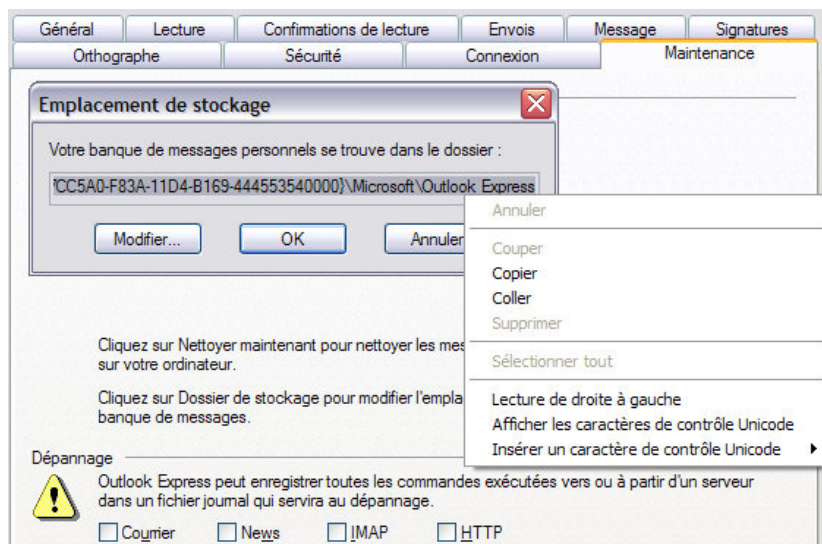 Général Lecture Confirmations de lecture Envois Message Signatures
Orthographe Sécurité Connexion Maintenance
Emplacement de stockage
Votre banque de messages personnels se trouve dans le dossier :
CC5A0-F83A-11D4-B169-444553540000}\Microsoft\Outlook Express
Modifier... OK Annuler
Annuler
Couper
Copier
Coller
Supprimer
Sélectionner tout
Lecture de droite à gauche
Afficher les caractères de contrôle Unicode
Insérer un caractère de contrôle Unicode
Cliquez sur Nettoyer maintenant pour nettoyer les mes
sur votre ordinateur.
Cliquez sur Dossier de stockage pour modifier l'empla
banque de messages.
Dépannage
Outlook Express peut enregistrer toutes les commandes exécutées vers ou à partir d'un serveur
dans un fichier journal qui servira au dépannage.
Courrier News IMAP HTTP